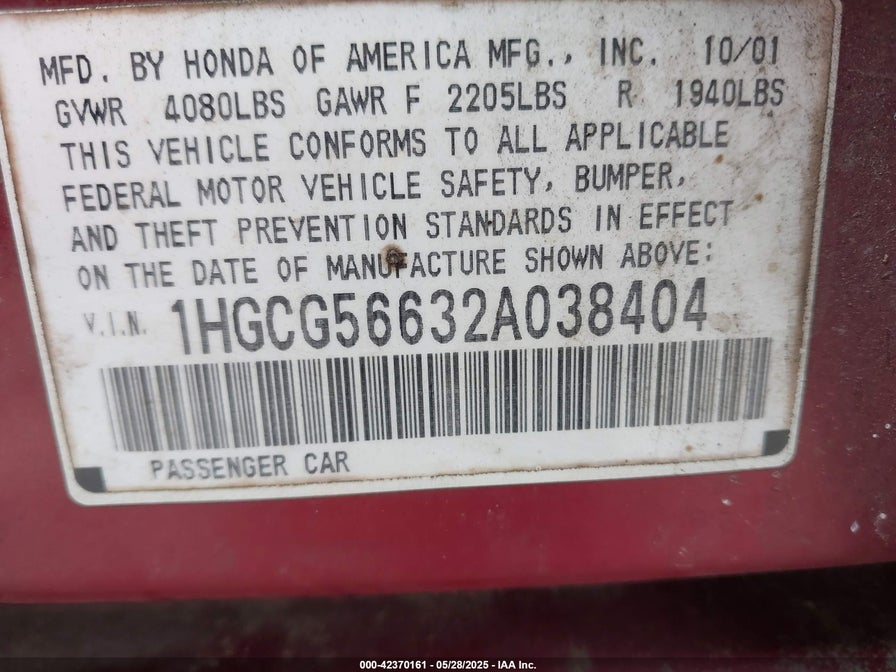 MFD. BY HONDA OF AMERICA MFG., INC. 10/01
GVWR 4080LBS GAWR F 2205LBS R 1940LBS
THIS VEHICLE CONFORMS TO ALL APPLICABLE
FEDERAL MOTOR VEHICLE SAFETY, BUMPER,
AND THEFT PREVENTION STANDARDS IN EFFECT
ON THE DATE OF MANUFACTURE SHOWN ABOVE:
V.I.N. 1HGCG56632A038404
PASSENGER CAR
000-42370161 - 05/28/2025 - IAA Inc.